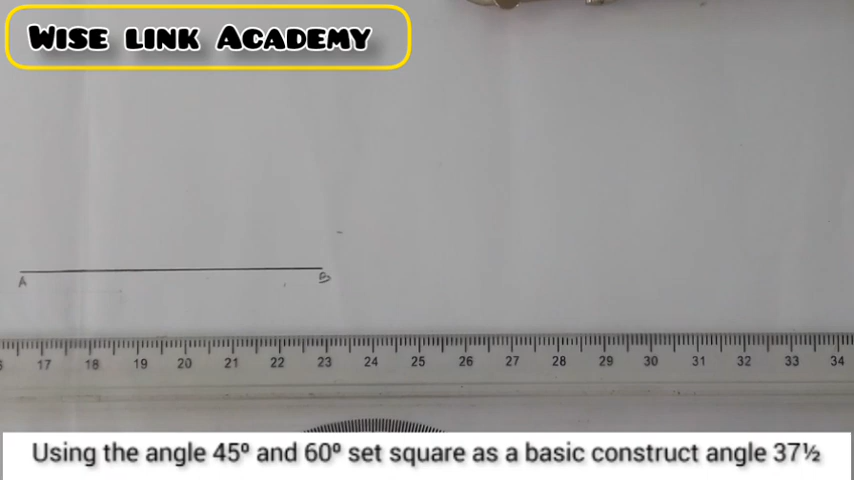 WISE LINK ACADEMY
A
B
17 18 19 20 21 22 23 24 25 26 27 28 29 30 31 32 33 34
Using the angle 45º and 60º set square as a basic construct angle 37½